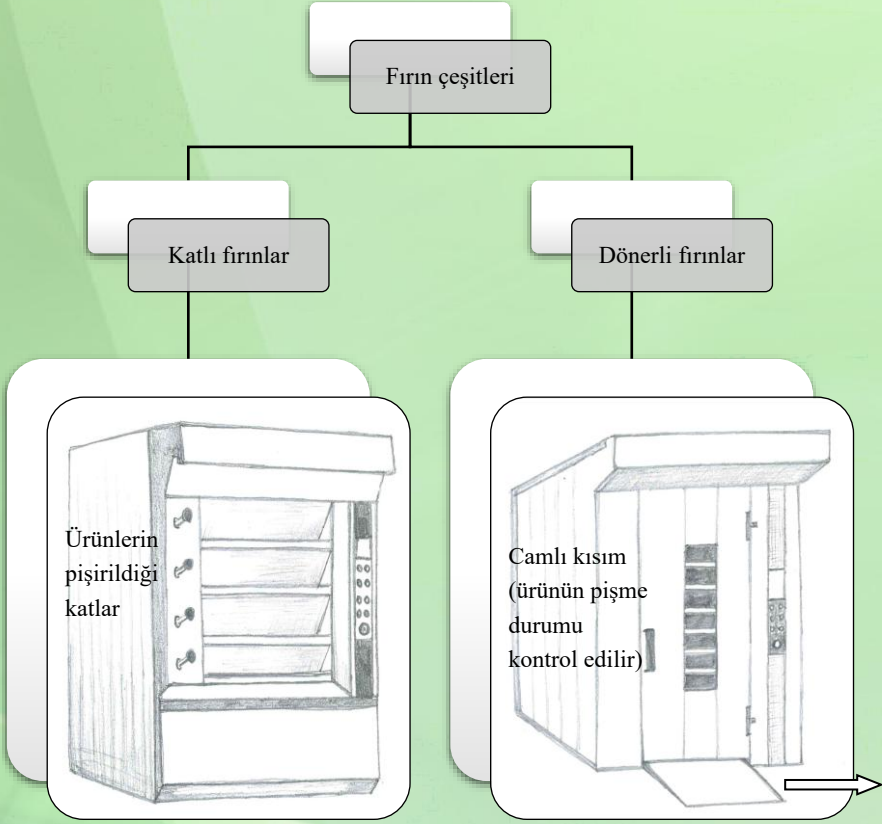 Fırın çeşitleri
Katlı fırınlar
Dönerli fırınlar
Ürünlerin
pişirildiği
katlar
Camlı kısım
(ürünün pişme
durumu
kontrol edilir)